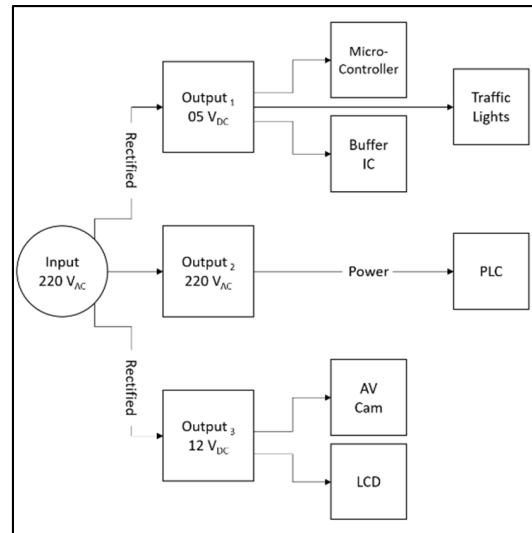 Micro-
Controller
Output 1
05 VDC
Traffic
Lights
Buffer
IC
Rectified
Input
220 VAC
Output 2
220 VAC
Power
PLC
Rectified
Output 3
12 VDC
AV
Cam
LCD